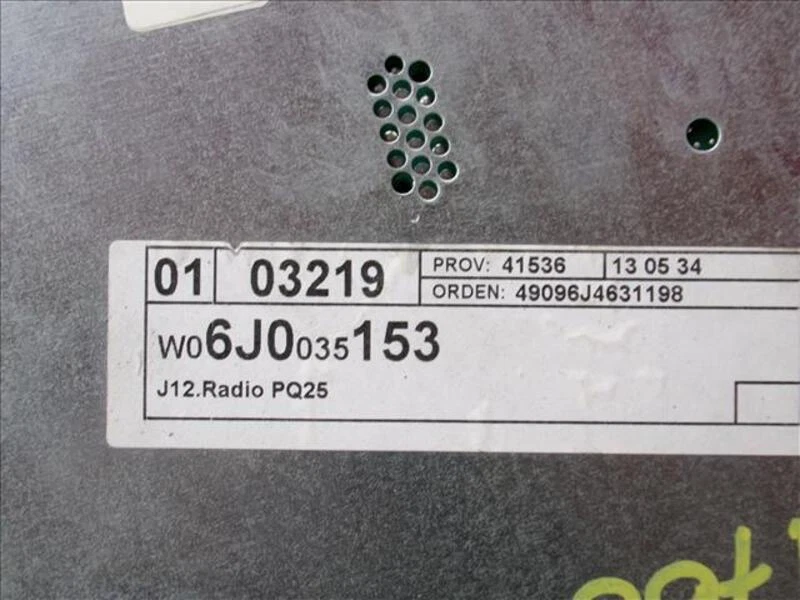 01 03219 PROV: 41536 13 05 34
ORDEN: 49096J4631198
W06J0035153
J12.Radio PQ25